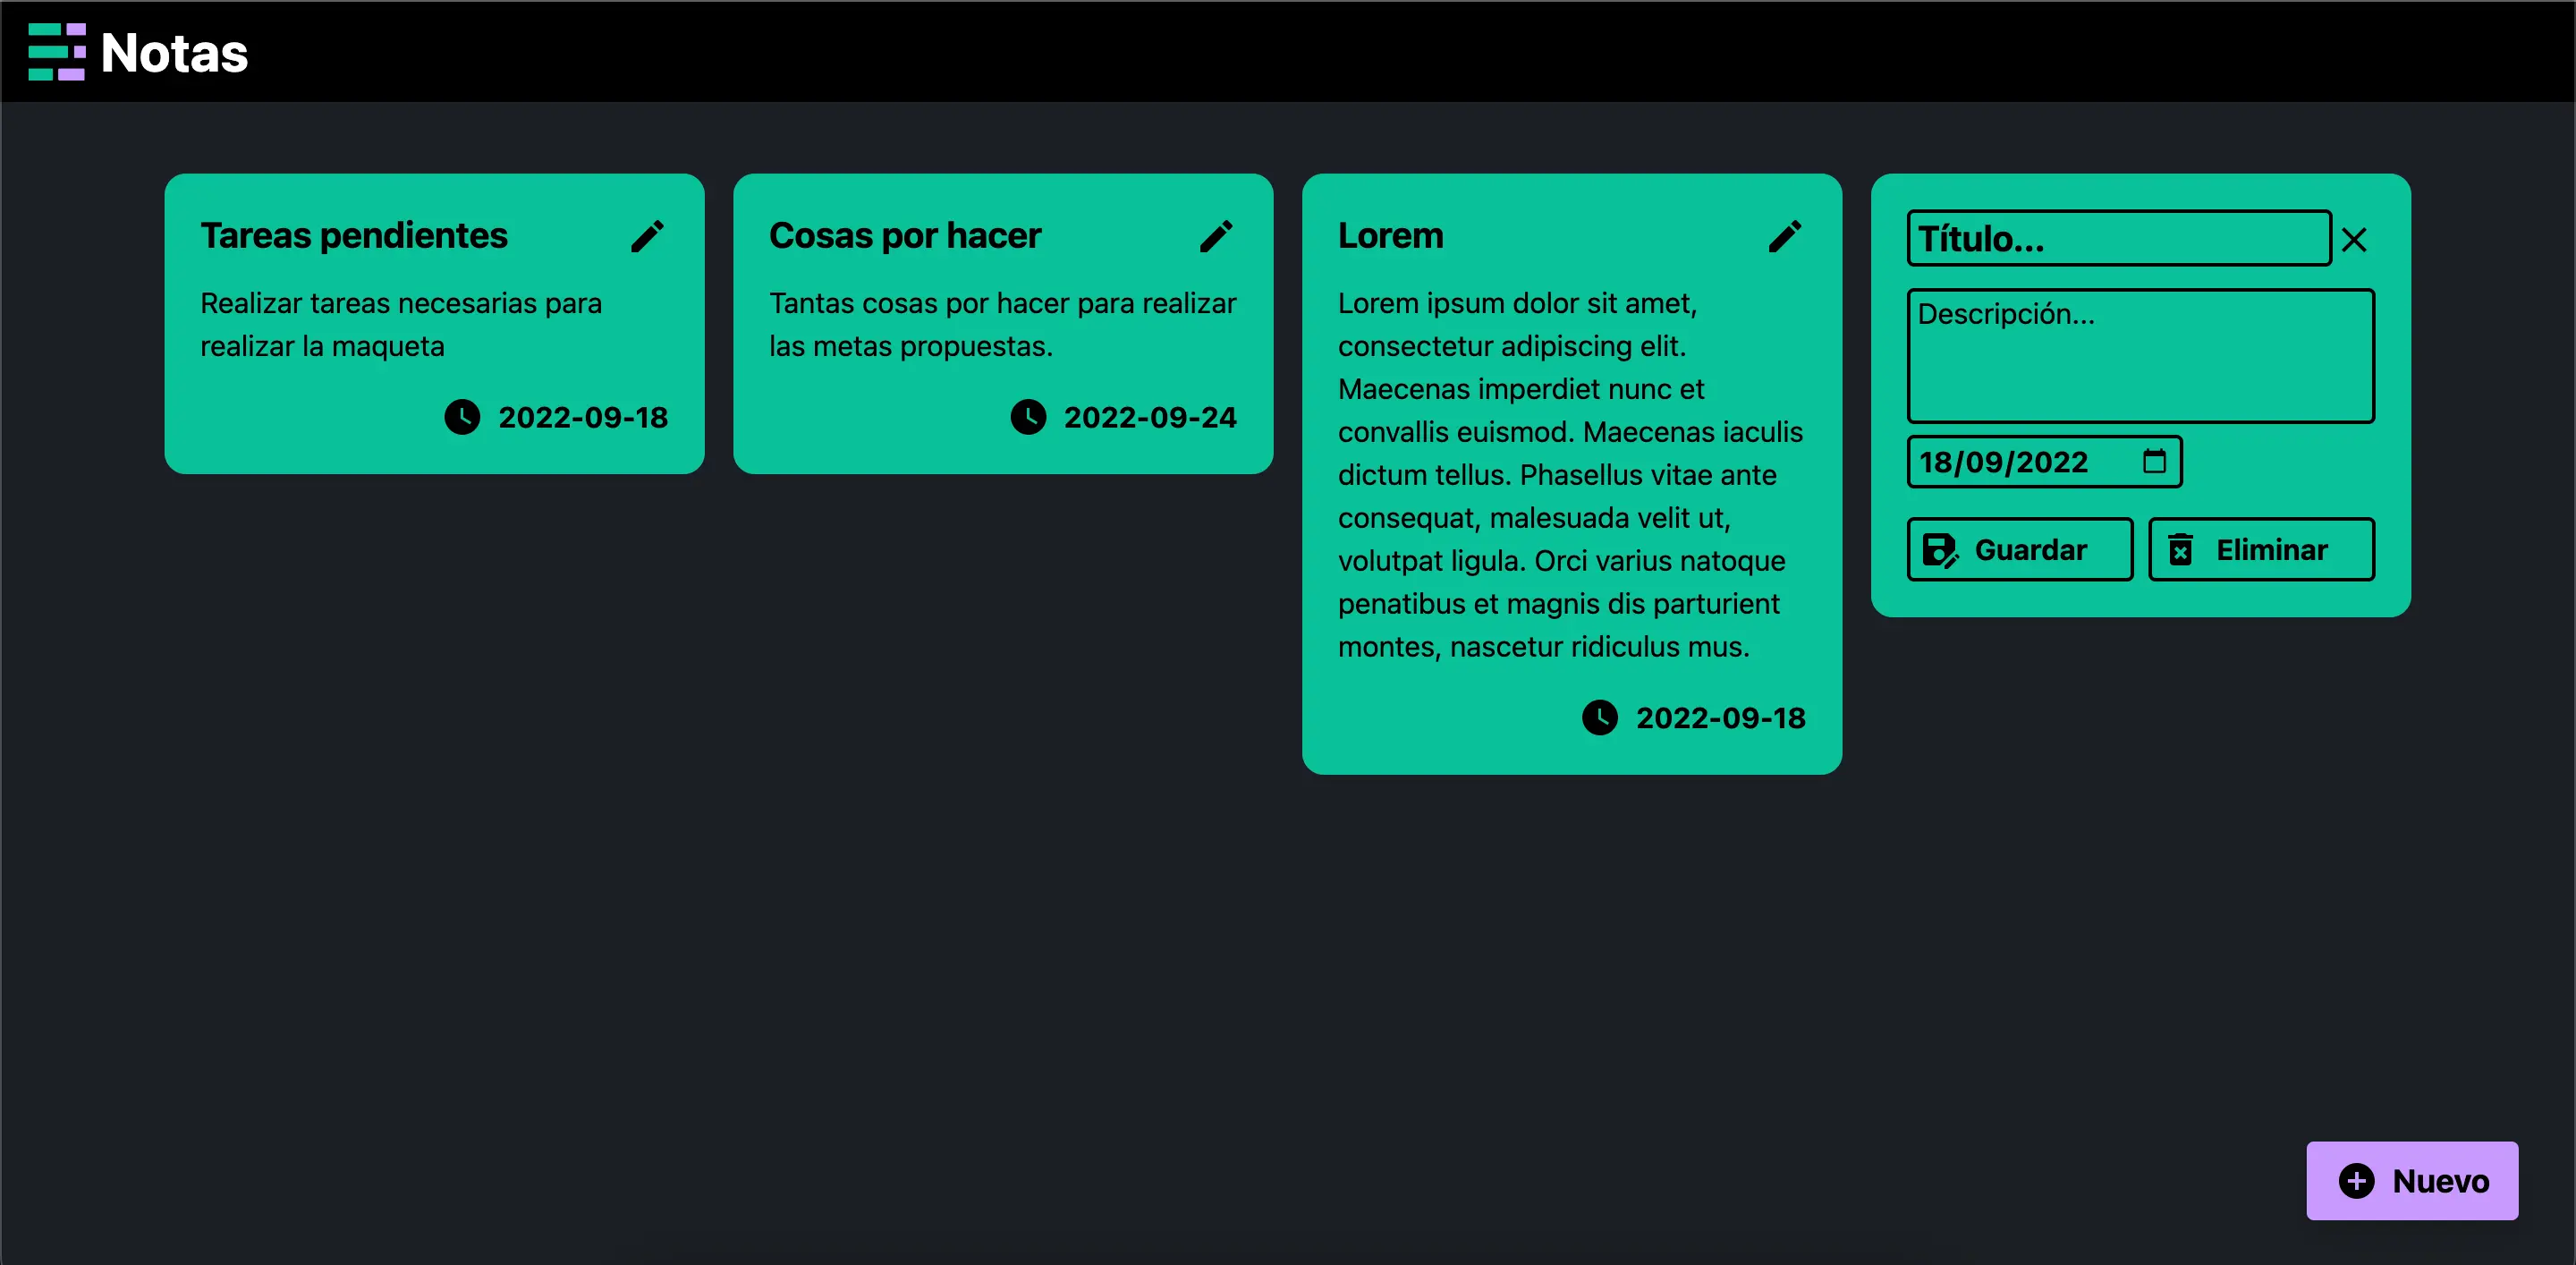 Notas
Tareas pendientes
Realizar tareas necesarias para
realizar la maqueta
2022-09-18
Cosas por hacer
Tantas cosas por hacer para realizar
las metas propuestas.
2022-09-24
Lorem
Lorem ipsum dolor sit amet,
consectetur adipiscing elit.
Maecenas imperdiet nunc et
convallis euismod. Maecenas iaculis
dictum tellus. Phasellus vitae ante
consequat, malesuada velit ut,
volutpat ligula. Orci varius natoque
penatibus et magnis dis parturient
montes, nascetur ridiculus mus.
2022-09-18
Título...
Descripción...
18/09/2022
Guardar
Eliminar
Nuevo